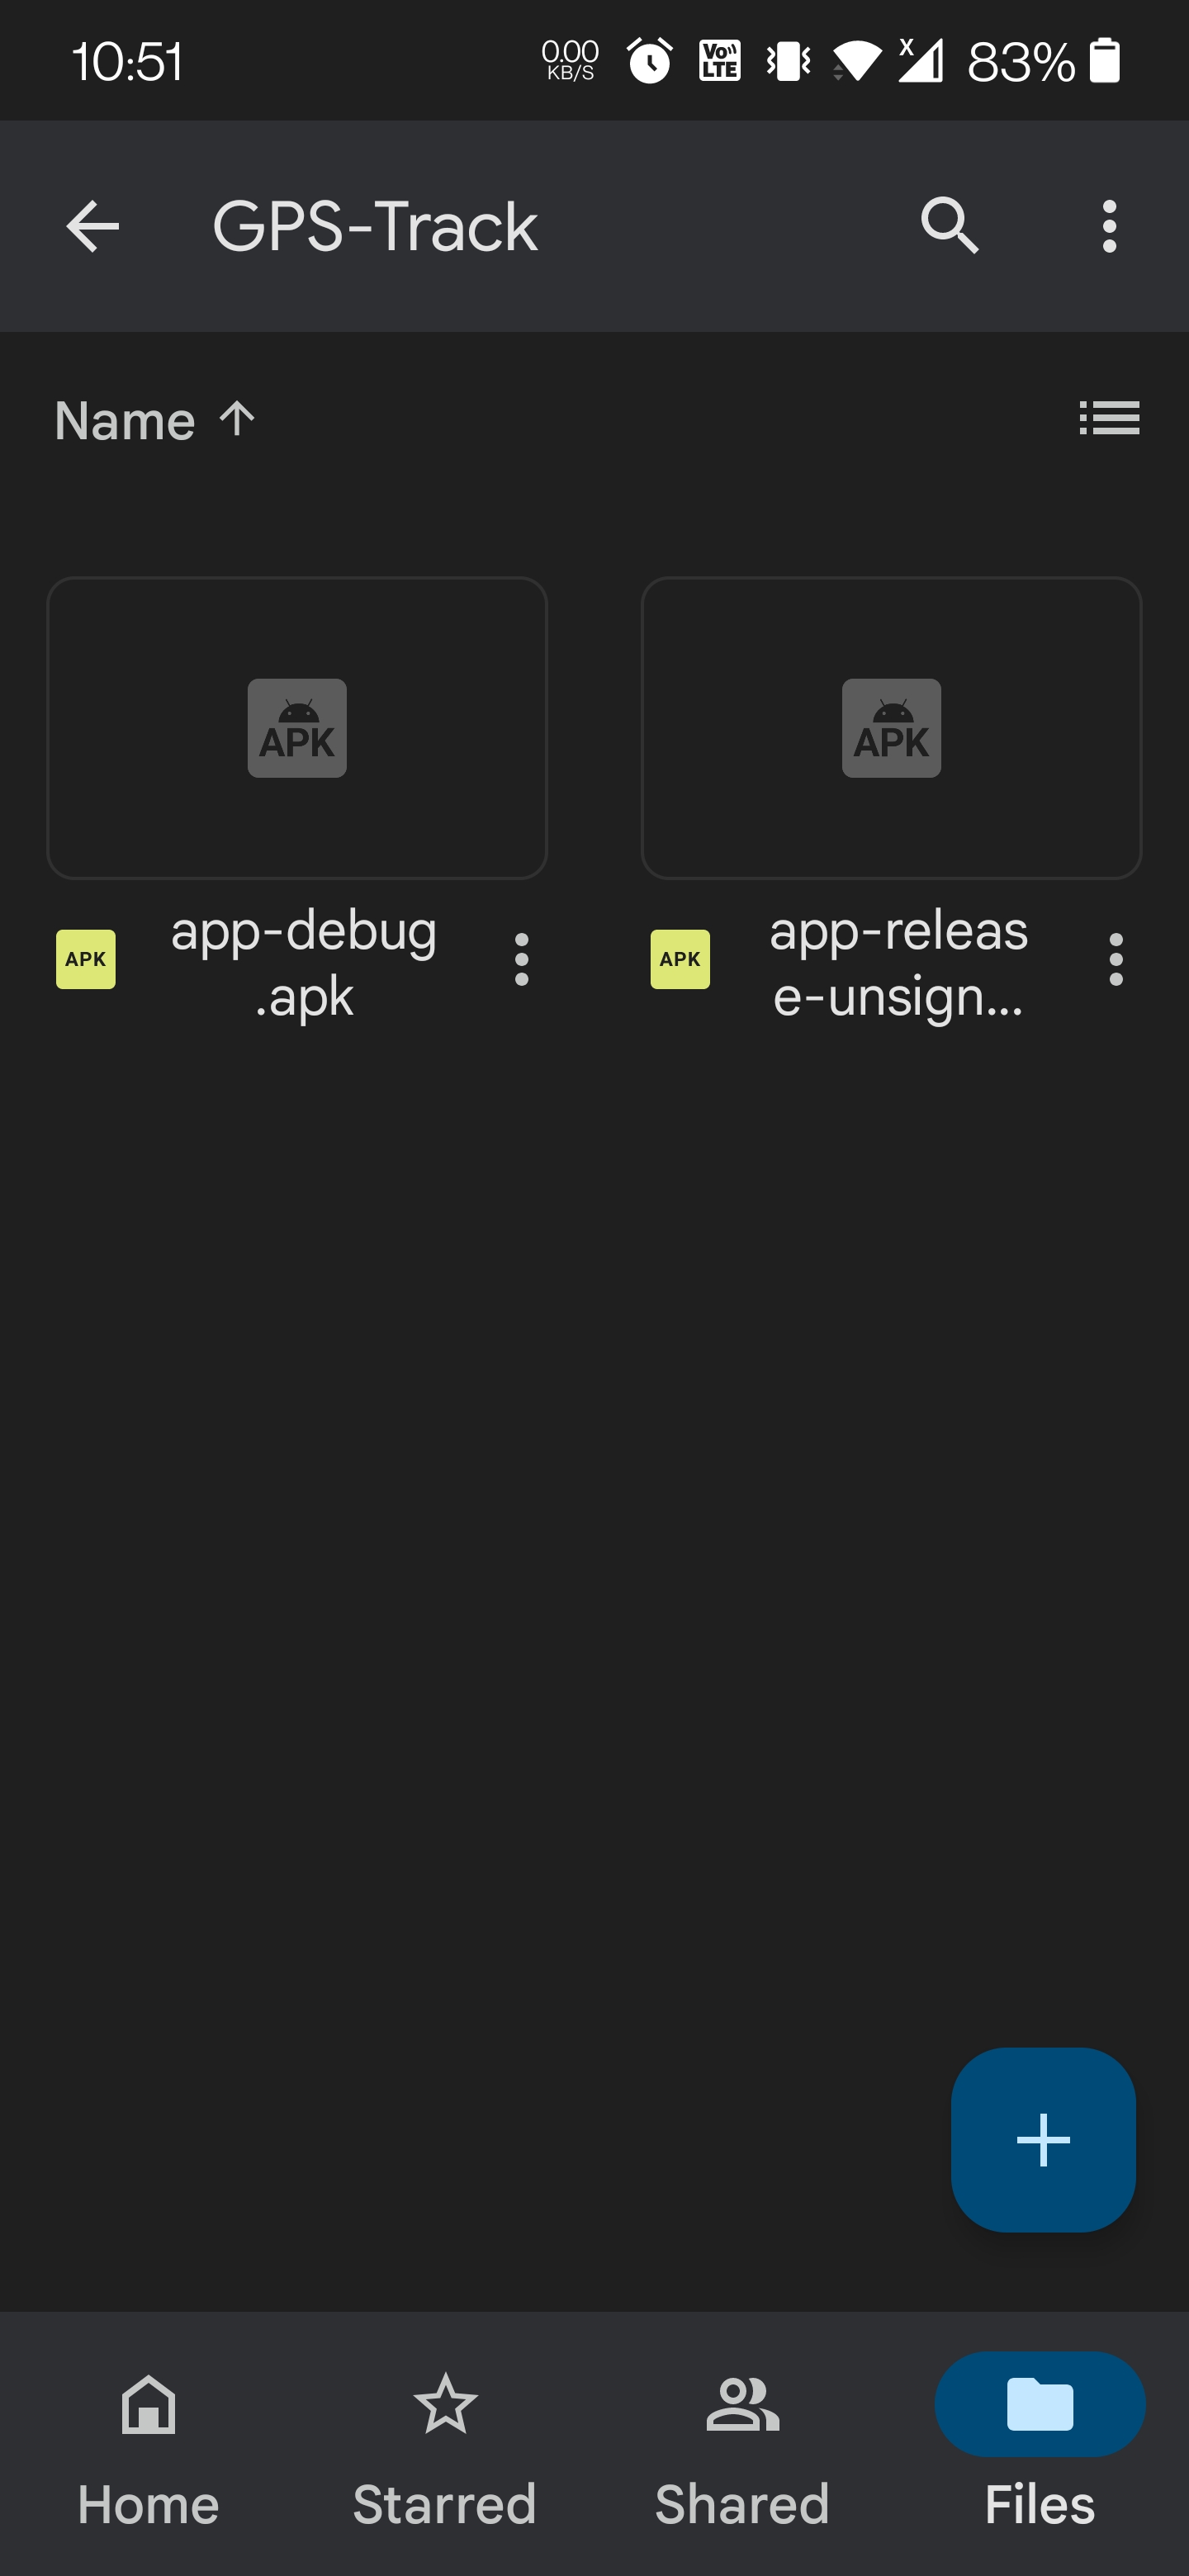 10:51
0.00
KB/S
Vo
LTE
X
83%
GPS-Track
Name
APK
APK
APK
app-debug
.apk
APK
app-releas
e-unsign...
Home
Starred
Shared
Files